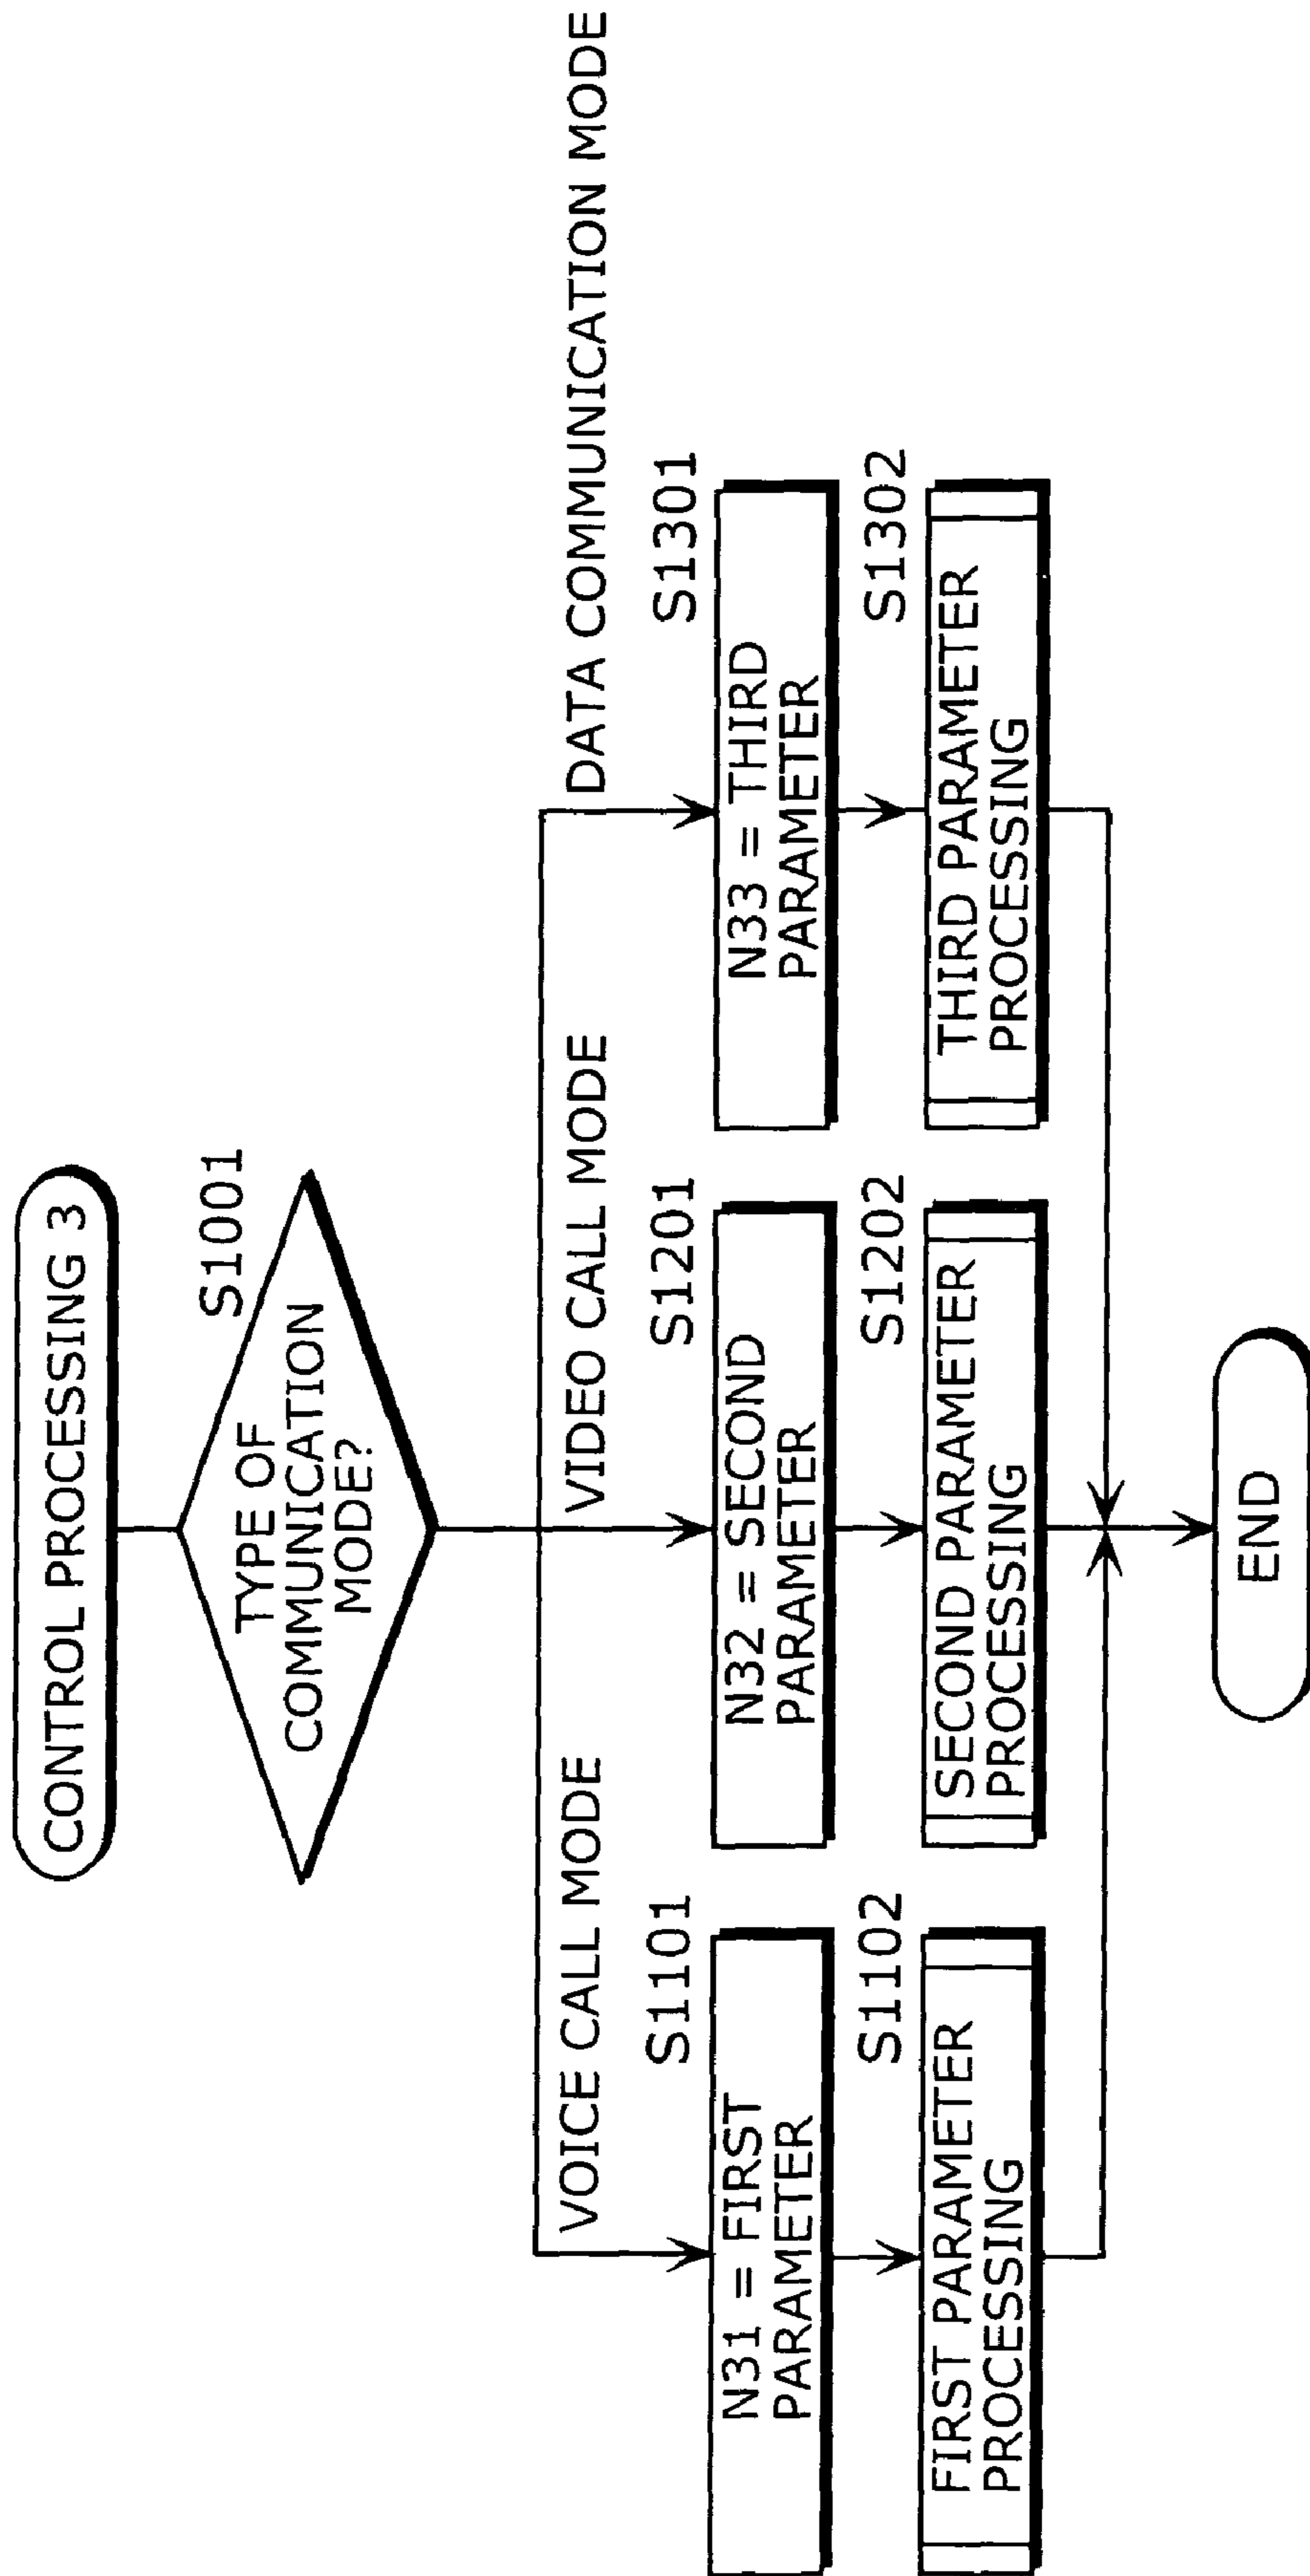 CONTROL PROCESSING 3
S1001
TYPE OF
COMMUNICATION
MODE?
VOICE CALL MODE
VIDEO CALL MODE
DATA COMMUNICATION MODE
S1101
N31 = FIRST
PARAMETER
S1201
N32 = SECOND
PARAMETER
S1301
N33 = THIRD
PARAMETER
S1102
FIRST PARAMETER
PROCESSING
S1202
SECOND PARAMETER
PROCESSING
S1302
THIRD PARAMETER
PROCESSING
END